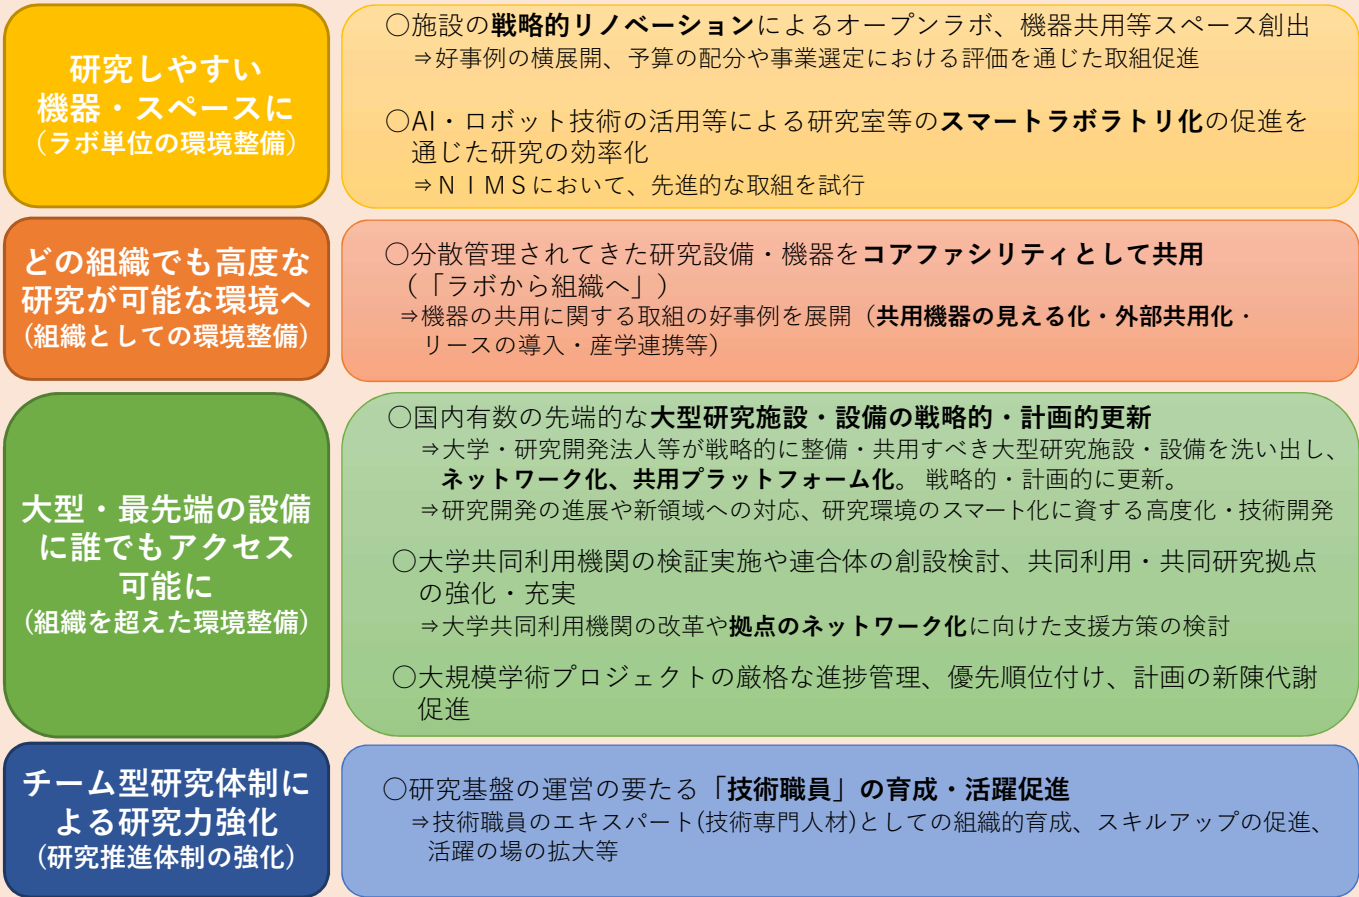 研究しやすい
機器・スペースに
(ラボ単位の環境整備)
○施設の戦略的リノベーションによるオープンラボ、機器共用等スペース創出
⇒好事例の横展開、予算の配分や事業選定における評価を通じた取組促進
○AI・ロボット技術の活用等による研究室等のスマートラボラトリ化の促進を
通じた研究の効率化
⇒ＮＩＭＳにおいて、先進的な取組を試行
どの組織でも高度な
研究が可能な環境へ
(組織としての環境整備)
○分散管理されてきた研究設備・機器をコアファシリティとして共用
（「ラボから組織へ」）
⇒機器の共用に関する取組の好事例を展開（共用機器の見える化・外部共用化・
リースの導入・産学連携等）
大型・最先端の設備
に誰でもアクセス
可能に
(組織を超えた環境整備)
○国内有数の先端的な大型研究施設・設備の戦略的・計画的更新
⇒大学・研究開発法人等が戦略的に整備・共用すべき大型研究施設・設備を洗い出し、
ネットワーク化、共用プラットフォーム化。 戦略的・計画的に更新。
⇒研究開発の進展や新領域への対応、研究環境のスマート化に資する高度化・技術開発
○大学共同利用機関の検証実施や連合体の創設検討、共同利用・共同研究拠点
の強化・充実
⇒大学共同利用機関の改革や拠点のネットワーク化に向けた支援方策の検討
○大規模学術プロジェクトの厳格な進捗管理、優先順位付け、計画の新陳代謝
促進
チーム型研究体制に
よる研究力強化
(研究推進体制の強化)
○研究基盤の運営の要たる「技術職員」の育成・活躍促進
⇒技術職員のエキスパート(技術専門人材)としての組織的育成、スキルアップの促進、
活躍の場の拡大等